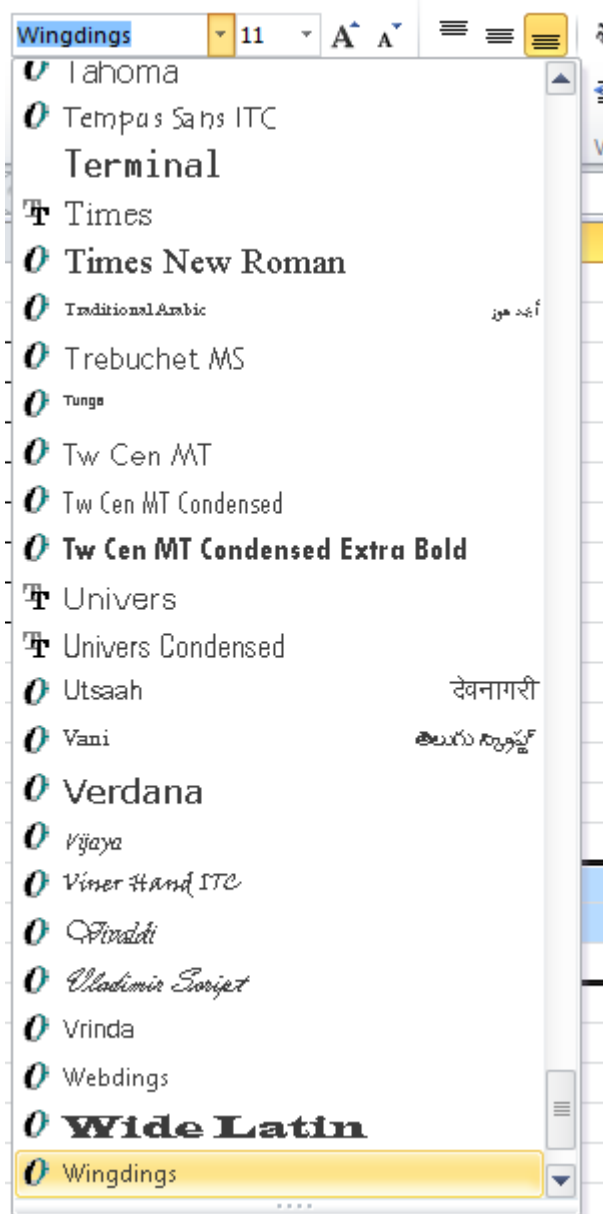 Wingdings 11 A A
Tahoma
Tempus Sans ITC
Terminal
Times
Times New Roman
Traditional Arabic أبجد هوز
Trebuchet MS
Tunga
Tw Cen MT
Tw Cen MT Condensed
Tw Cen MT Condensed Extra Bold
Univers
Univers Condensed
Utsaah देवनागरी
Vani
Verdana
Vijaya
Viner Hand ITC
Vivaldi
Vladimir Script
Vrinda
Webdings
Wide Latin
Wingdings